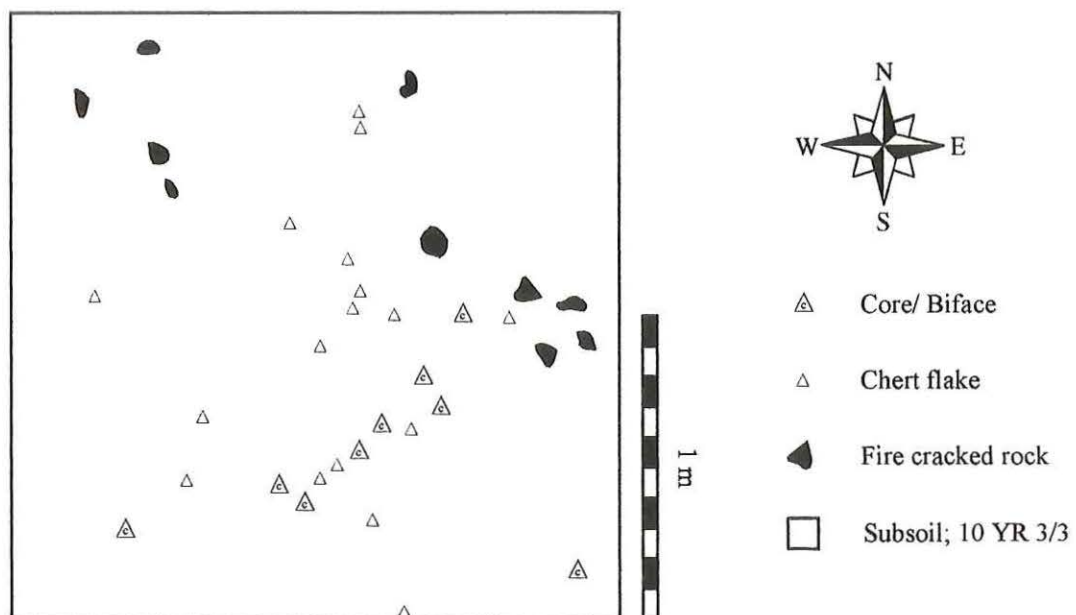 N
W E
S
Core/ Biface
Chert flake
Fire cracked rock
Subsoil; 10 YR 3/3
1 m
c
c
c
c
c
c
c
c
c
c